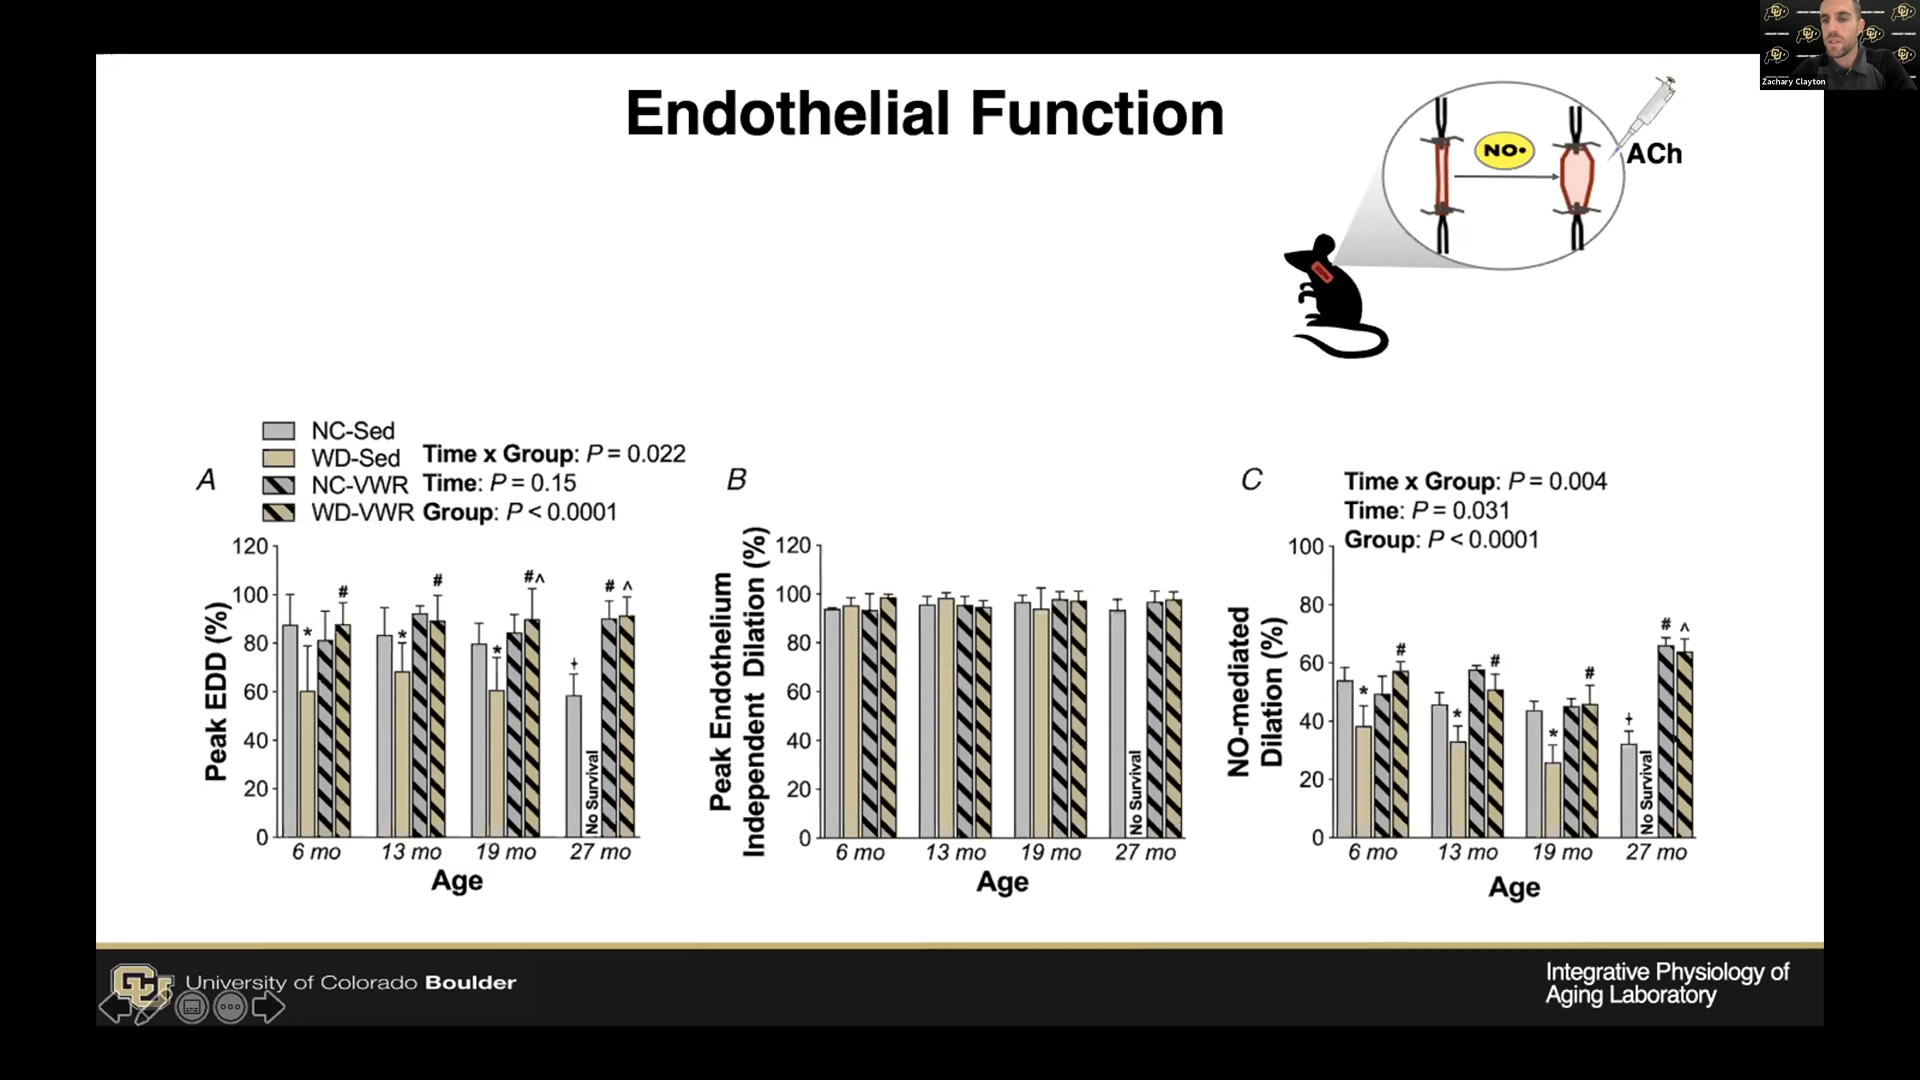 Zachary Clayton
Endothelial Function
NO•
ACh
A
NC-Sed
WD-Sed
NC-VWR
WD-VWR
Time x Group: P = 0.022
Time: P = 0.15
Group: P < 0.0001
Peak EDD (%)
120
100
80
60
40
20
0
*
#
*
#
*
#^
ǂ
No Survival
#
^
6 mo
13 mo
19 mo
27 mo
Age
B
Peak Endothelium
Independent Dilation (%)
120
100
80
60
40
20
0
No Survival
6 mo
13 mo
19 mo
27 mo
Age
C
Time x Group: P = 0.004
Time: P = 0.031
Group: P < 0.0001
NO-mediated
Dilation (%)
100
80
60
40
20
0
*
#
*
#
*
#
ǂ
No Survival
#
^
6 mo
13 mo
19 mo
27 mo
Age
CU
University of Colorado Boulder
Integrative Physiology of
Aging Laboratory